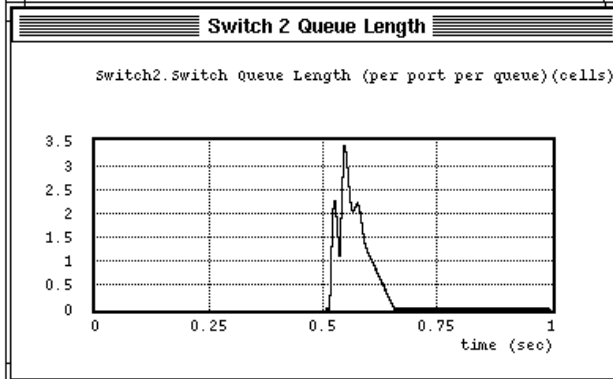 Switch 2 Queue Length
Switch2.Switch Queue Length (per port per queue)(cells)
3.5
3
2.5
2
1.5
1
0.5
0
0 0.25 0.5 0.75 1
time (sec)